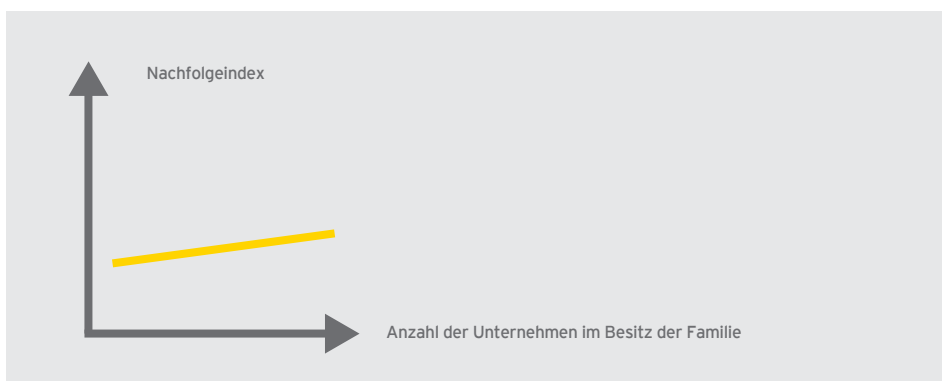 Nachfolgeindex
Anzahl der Unternehmen im Besitz der Familie